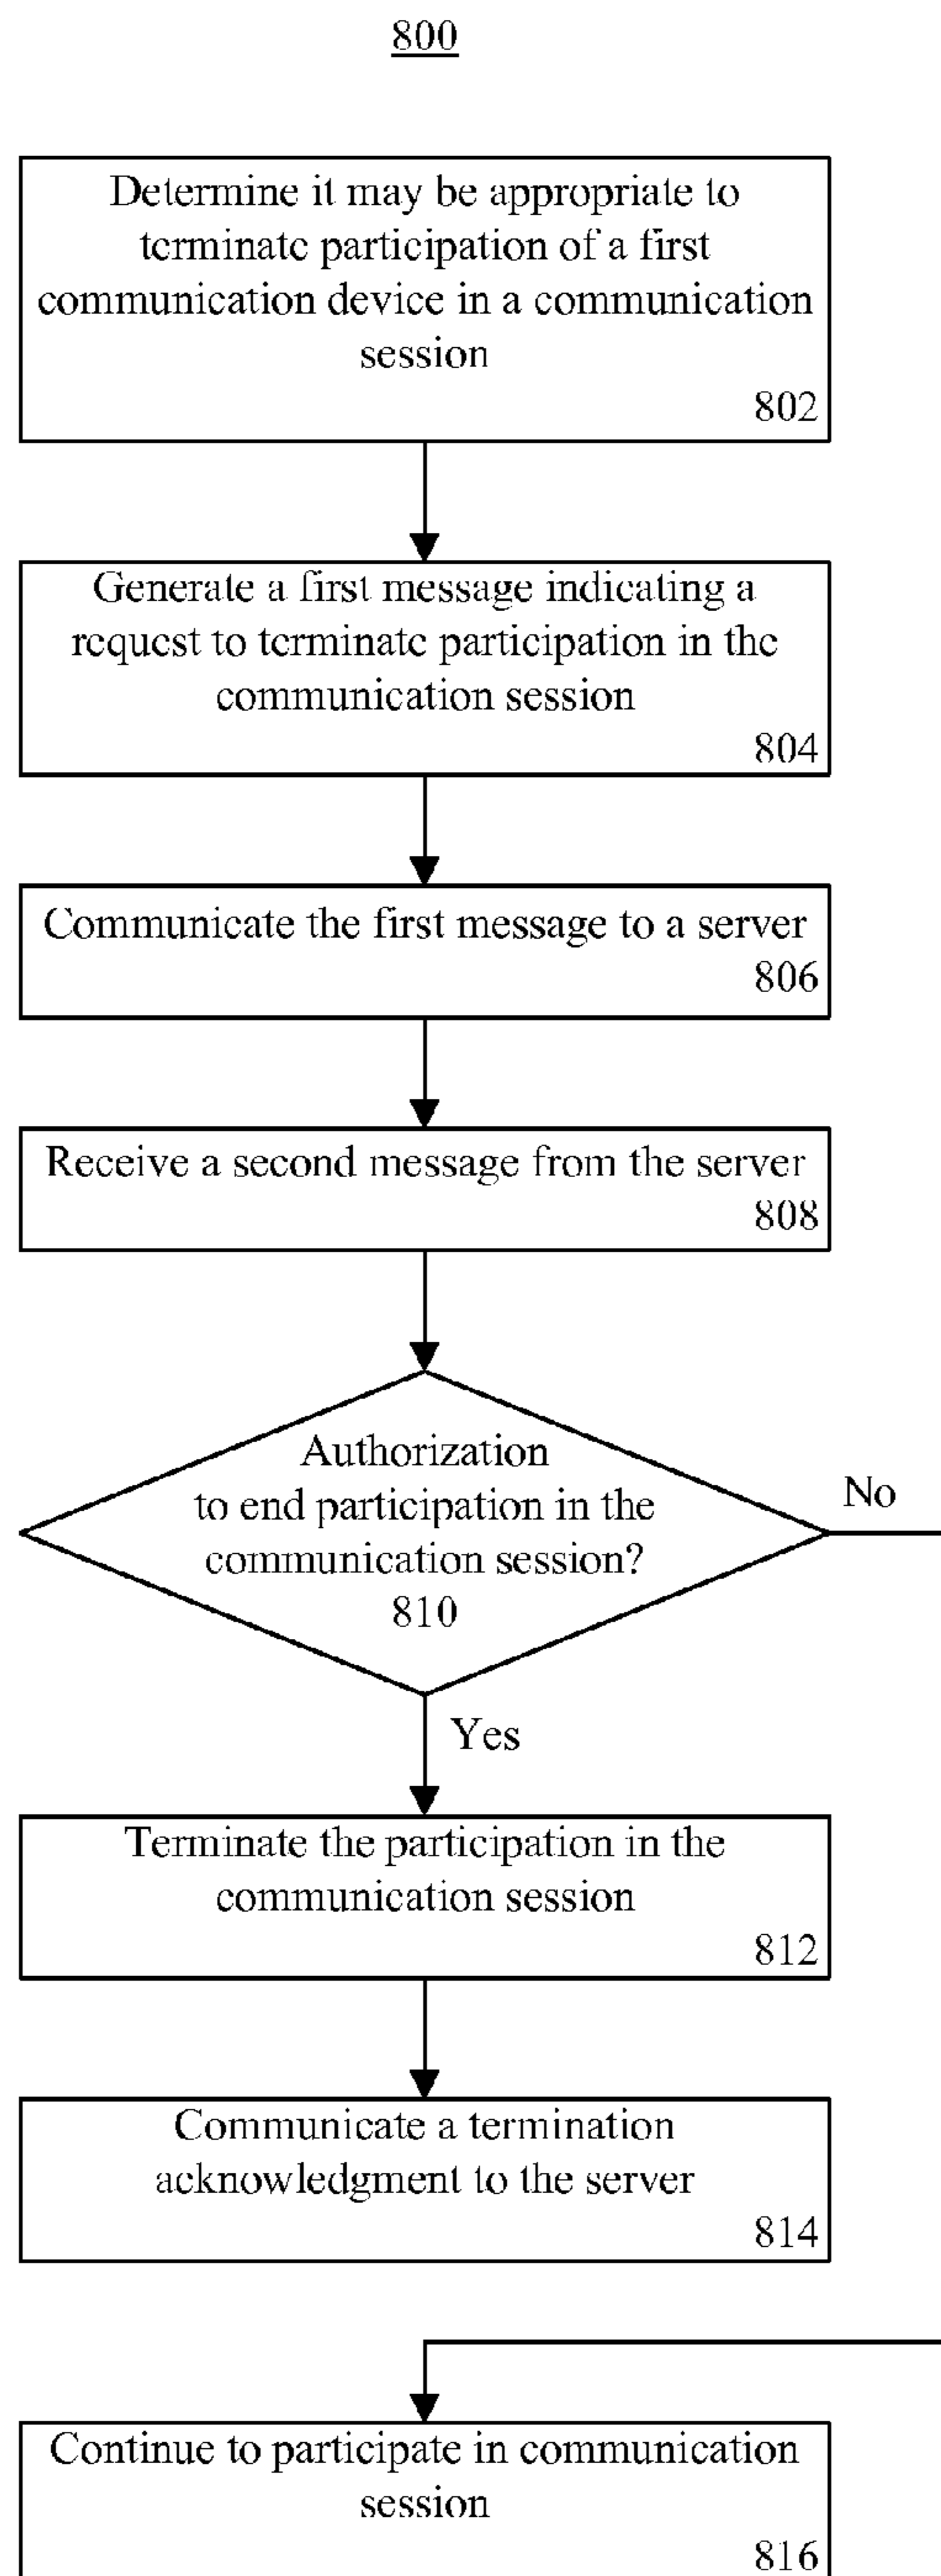 800
Determine it may be appropriate to
terminate participation of a first
communication device in a communication
session
802
Generate a first message indicating a
request to terminate participation in the
communication session
804
Communicate the first message to a server
806
Receive a second message from the server
808
Authorization
to end participation in the
communication session?
810
No
Yes
Terminate the participation in the
communication session
812
Communicate a termination
acknowledgment to the server
814
Continue to participate in communication
session
816